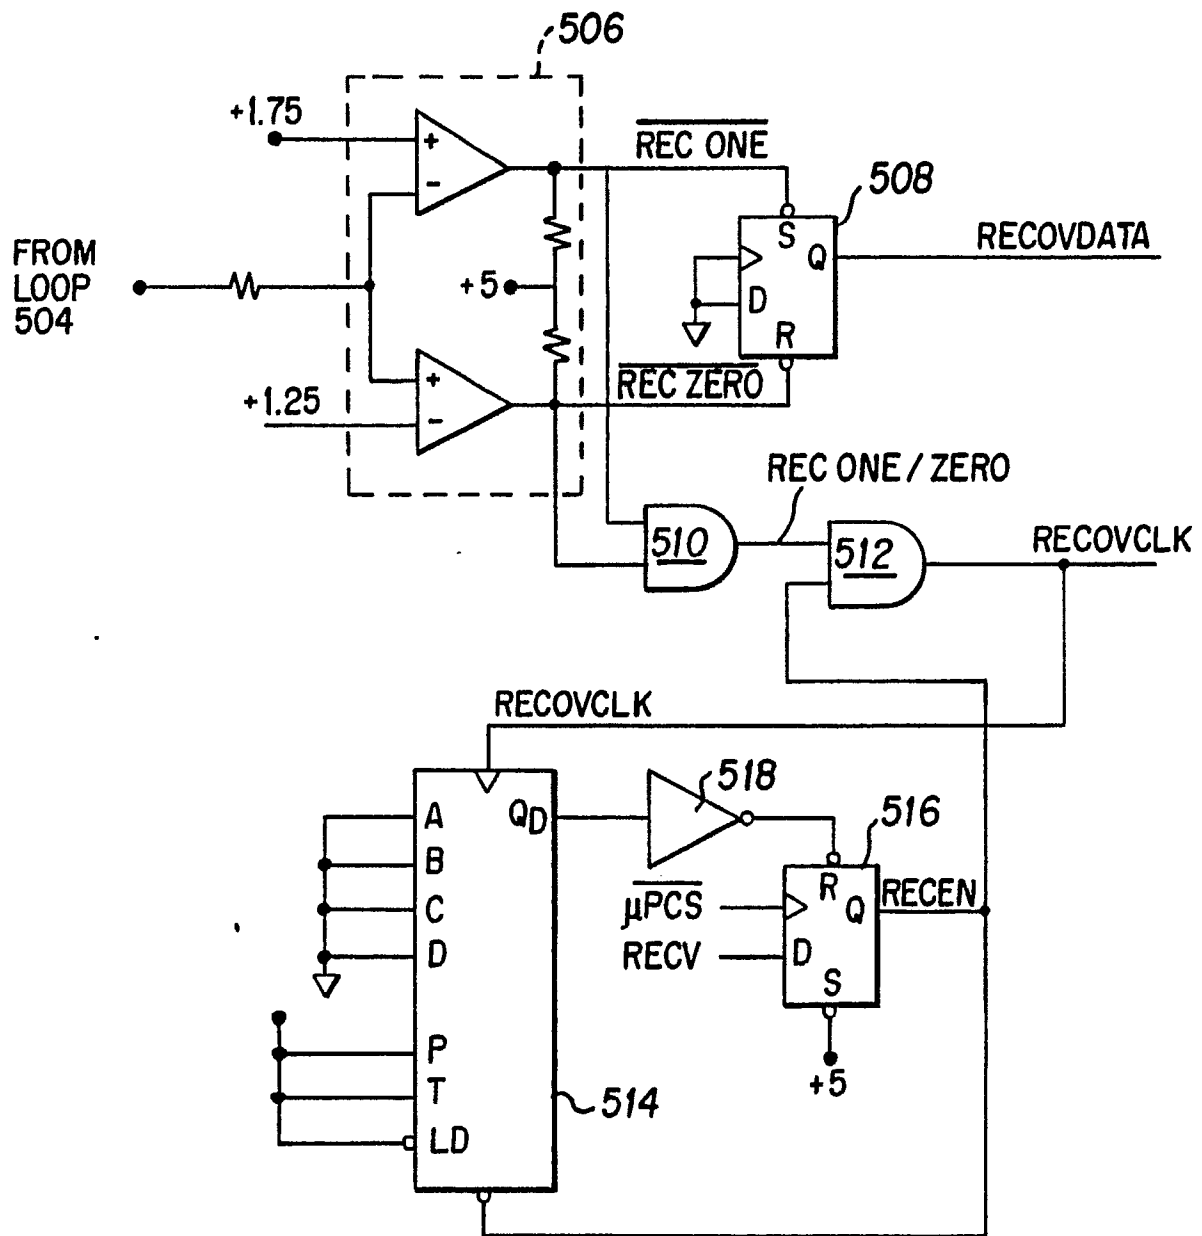 506
+1.75
+
-
REC ONE
508
S
Q
RECOVDATA
FROM
LOOP
504
+5
D
R
REC ZERO
+
-
+1.25
REC ONE / ZERO
510
512
RECOVCLK
RECOVCLK
518
516
A
QD
B
C
D
R
Q
RECEN
μPCS
RECV
D
S
P
T
LD
514
+5